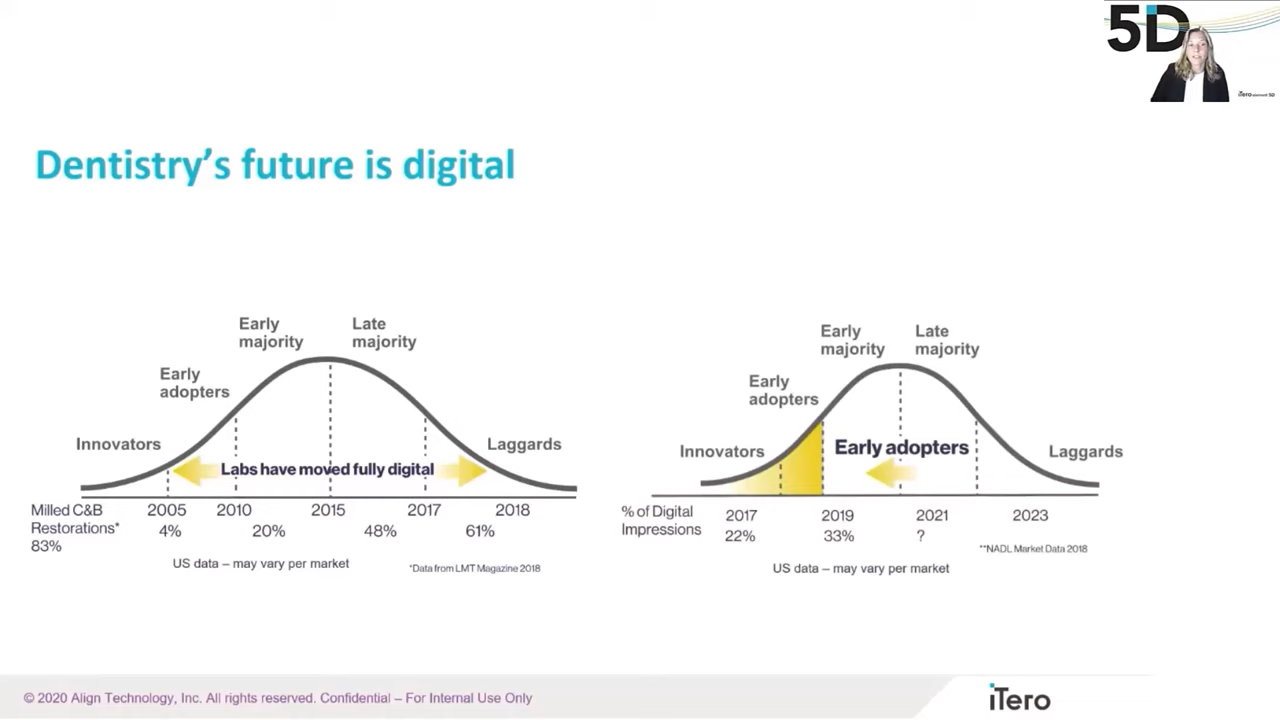 5D
iTero element 5D
Dentistry's future is digital
Early
majority
Late
majority
Early
adopters
Innovators
Laggards
Labs have moved fully digital
Milled C&B
Restorations*
83%
2005 2010 2015 2017 2018
4% 20% 48% 61%
US data – may vary per market
*Data from LMT Magazine 2018
Early
majority
Late
majority
Early
adopters
Innovators
Early adopters
Laggards
% of Digital
Impressions
2017 2019 2021 2023
22% 33% ?
**NADL Market Data 2018
US data – may vary per market
© 2020 Align Technology, Inc. All rights reserved. Confidential – For Internal Use Only
iTero